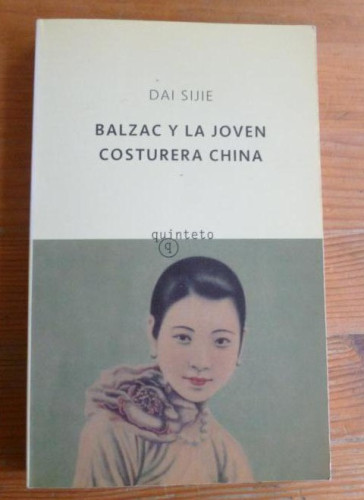 DAI SIJIE
BALZAC Y LA JOVEN
COSTURERA CHINA
quinteto
q